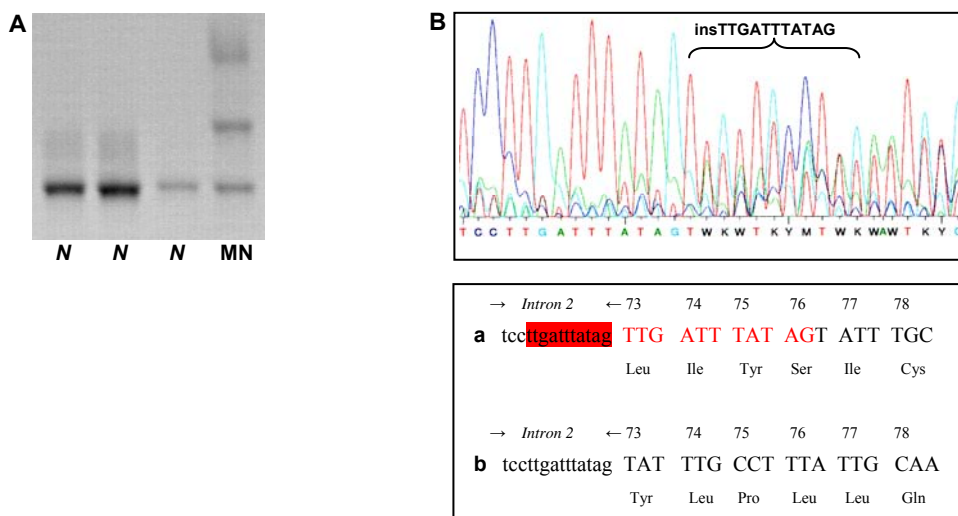 A
N N N MN
B
insTTGATTTATAG
T C C T T G A T T T A T A G T W K W T K Y M T W K W A W T K Y
→ Intron 2 ← 73 74 75 76 77 78
a tccttgatttatag TTG ATT TAT AGT ATT TGC
Leu Ile Tyr Ser Ile Cys
→ Intron 2 ← 73 74 75 76 77 78
b tccttgatttatag TAT TTG CCT TTA TTG CAA
Tyr Leu Pro Leu Leu Gln